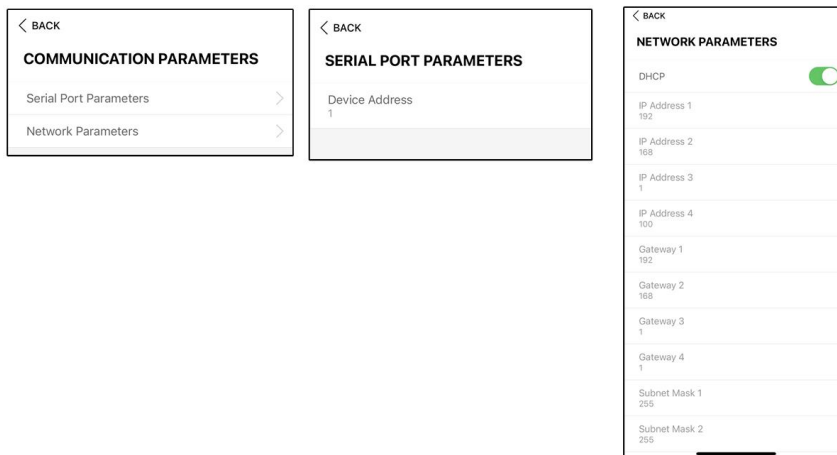 BACK
COMMUNICATION PARAMETERS
Serial Port Parameters
Network Parameters
BACK
SERIAL PORT PARAMETERS
Device Address
1
BACK
NETWORK PARAMETERS
DHCP
IP Address 1
192
IP Address 2
168
IP Address 3
1
IP Address 4
100
Gateway 1
192
Gateway 2
168
Gateway 3
1
Gateway 4
1
Subnet Mask 1
255
Subnet Mask 2
255